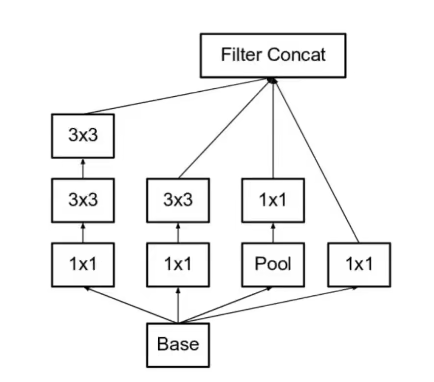 Filter Concat
3x3
3x3 3x3 1x1
1x1 1x1 Pool 1x1
Base